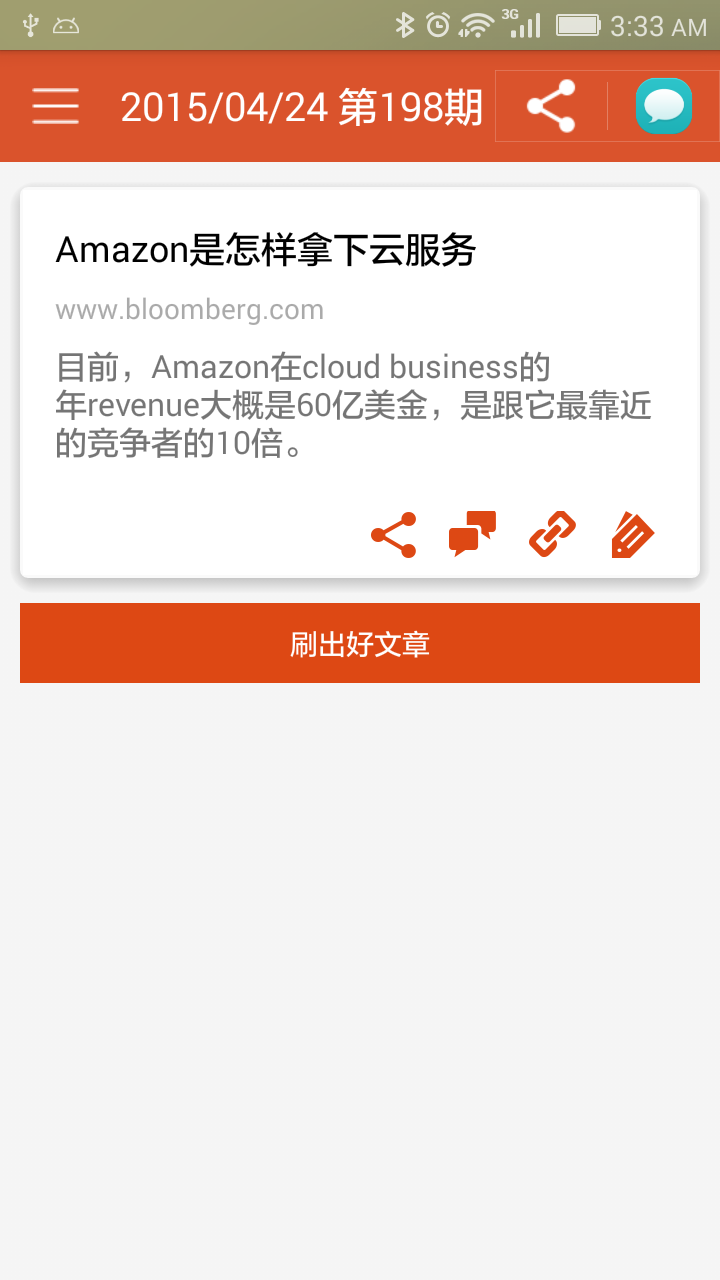 3G
3:33 AM
2015/04/24 第198期
Amazon是怎样拿下云服务
www.bloomberg.com
目前，Amazon在cloud business的
年revenue大概是60亿美金，是跟它最靠近
的竞争者的10倍。
刷出好文章